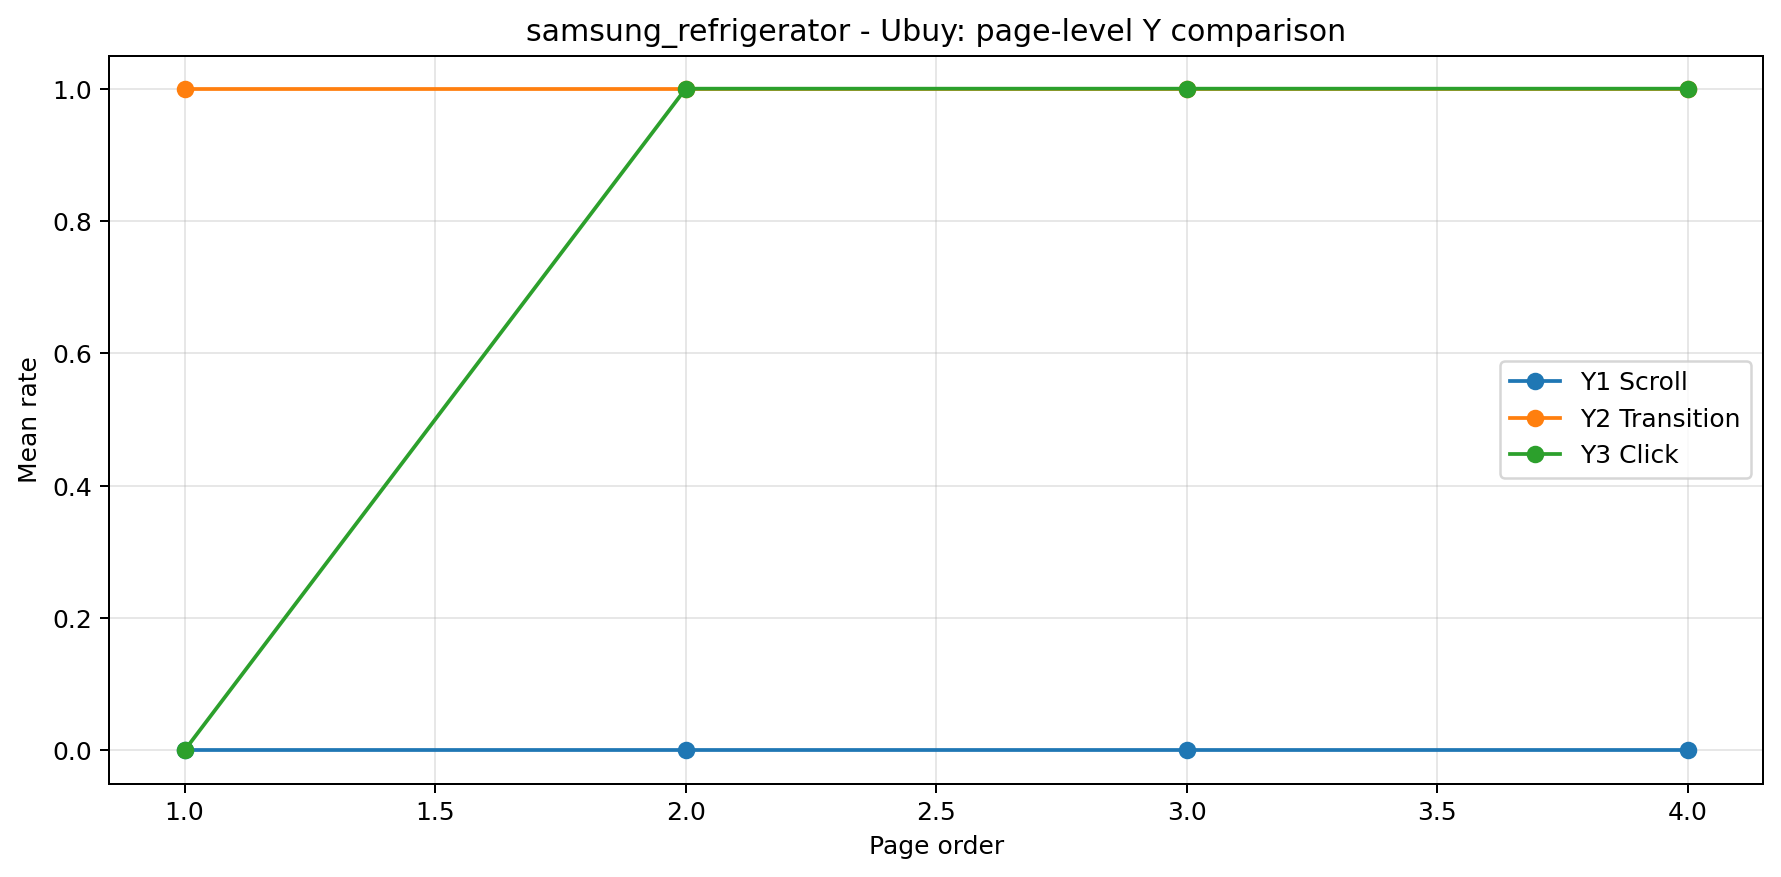 samsung_refrigerator - Ubuy: page-level Y comparison
Mean rate
1.0
0.8
0.6
0.4
0.2
0.0
Y1 Scroll
Y2 Transition
Y3 Click
1.0 1.5 2.0 2.5 3.0 3.5 4.0
Page order